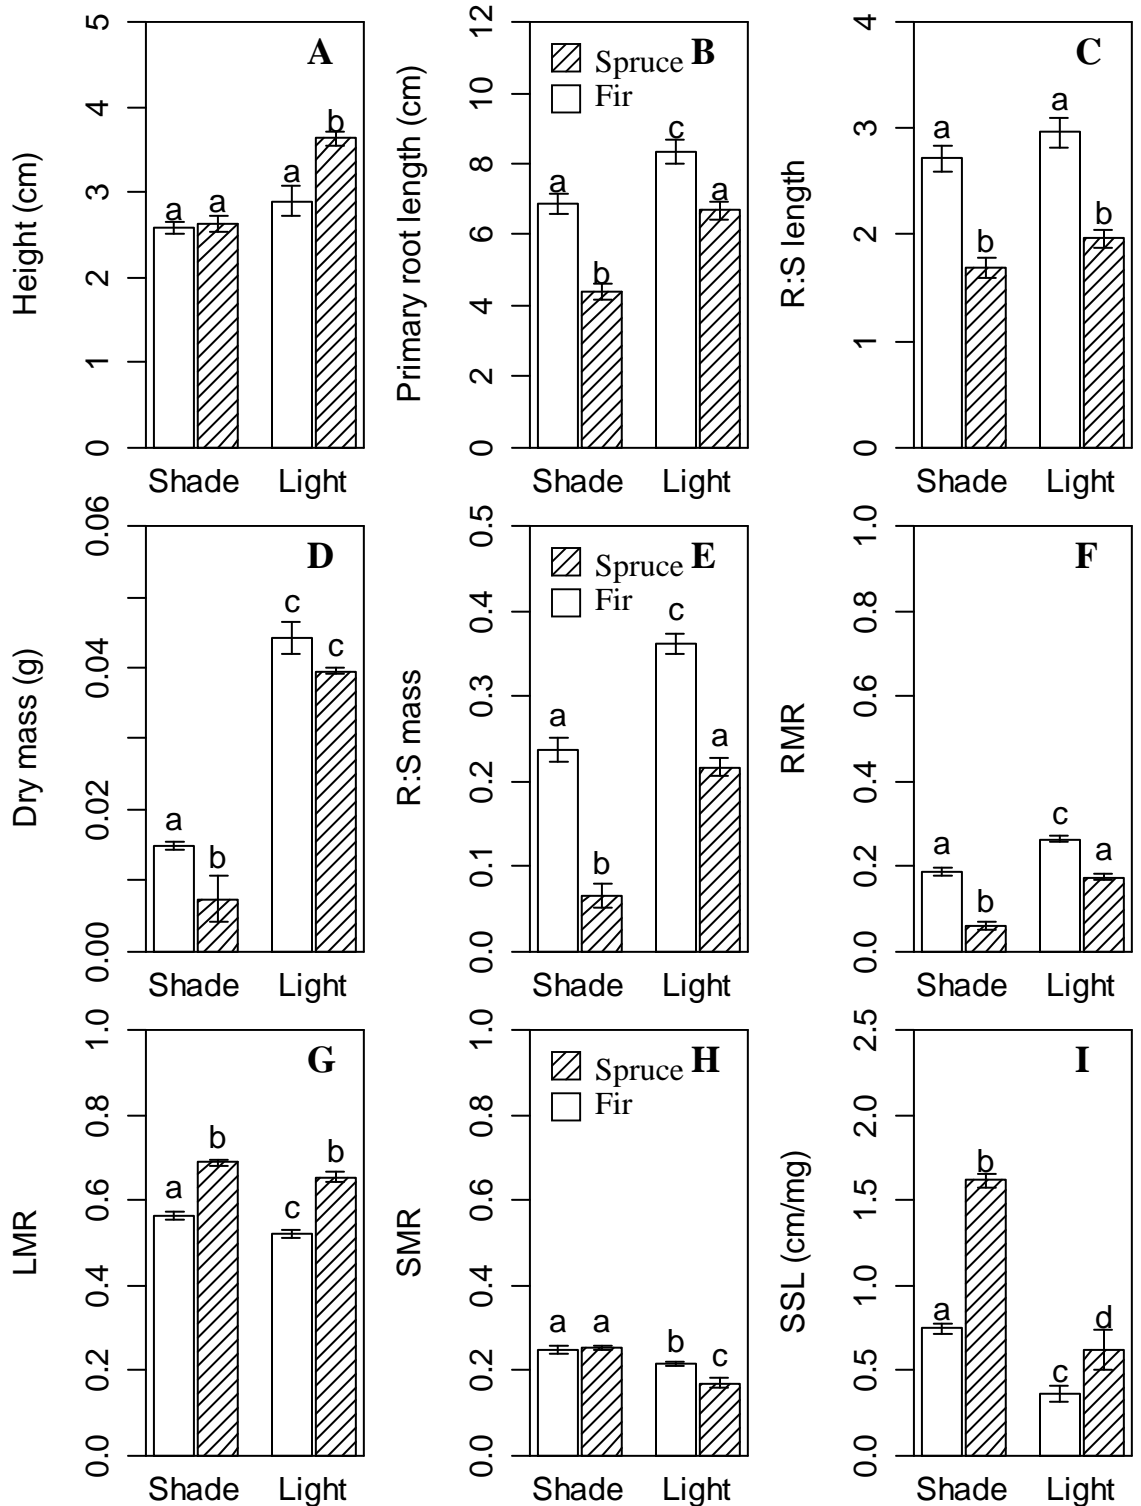 A
Height (cm)
5
4
3
2
1
0
a
a
a
b
Shade
Light
B
Spruce
Fir
Primary root length (cm)
12
10
8
6
4
2
0
a
b
c
a
Shade
Light
C
R:S length
4
3
2
1
0
a
b
a
b
Shade
Light
D
Dry mass (g)
0.06
0.04
0.02
0.00
a
b
c
c
Shade
Light
E
Spruce
Fir
R:S mass
0.5
0.4
0.3
0.2
0.1
0.0
a
b
c
a
Shade
Light
F
RMR
1.0
0.8
0.6
0.4
0.2
0.0
a
b
c
a
Shade
Light
G
LMR
1.0
0.8
0.6
0.4
0.2
0.0
a
b
c
b
Shade
Light
H
Spruce
Fir
SMR
1.0
0.8
0.6
0.4
0.2
0.0
a
a
b
c
Shade
Light
I
SSL (cm/mg)
2.5
2.0
1.5
1.0
0.5
0.0
a
b
c
d
Shade
Light